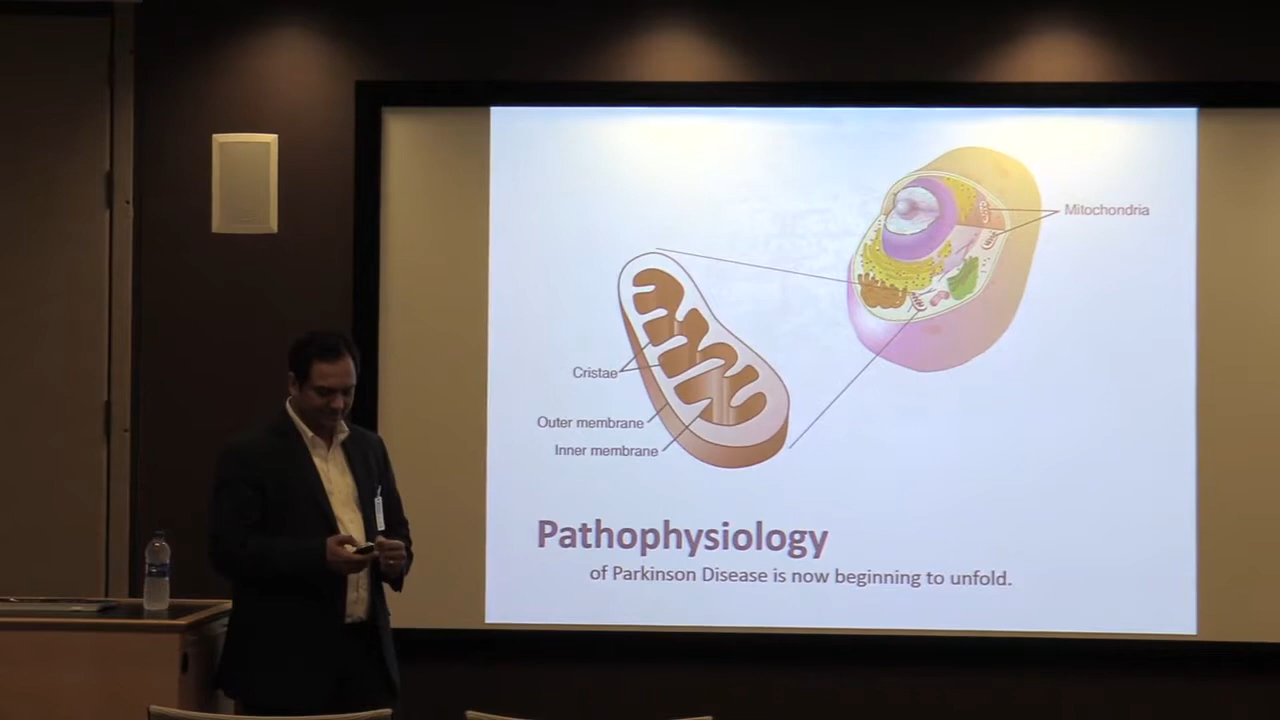 Mitochondria
Cristae
Outer membrane
Inner membrane
Pathophysiology
of Parkinson Disease is now beginning to unfold.